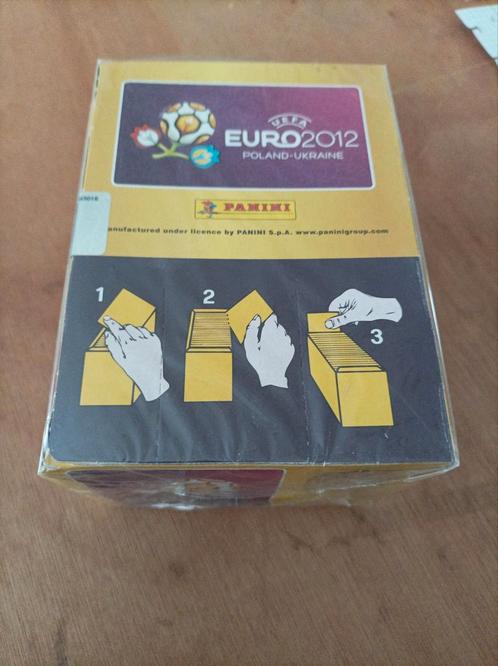 UEFA
EURO2012
POLAND-UKRAINE
PANINI
anufactured under licence by PANINI S.p.A. www.paninigroup.com
1
2
3